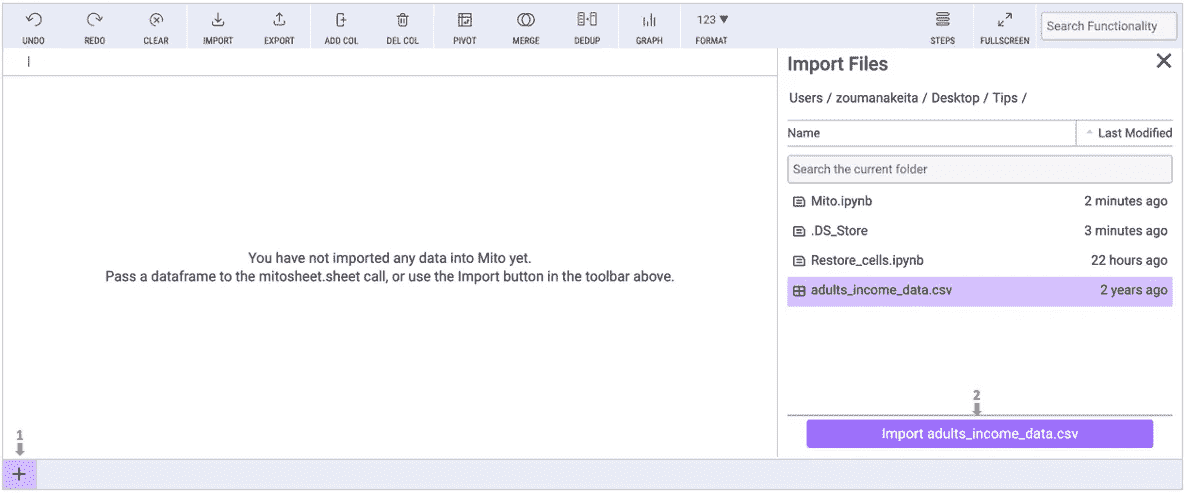 123 ▼
UNDO REDO CLEAR IMPORT EXPORT ADD COL DEL COL PIVOT MERGE DEDUP GRAPH FORMAT STEPS FULLSCREEN Search Functionality
Import Files
Users / zoumanakeita / Desktop / Tips /
Name Last Modified
Search the current folder
Mito.ipynb 2 minutes ago
.DS_Store 3 minutes ago
Restore_cells.ipynb 22 hours ago
adults_income_data.csv 2 years ago
You have not imported any data into Mito yet.
Pass a dataframe to the mitosheet.sheet call, or use the Import button in the toolbar above.
2
Import adults_income_data.csv
1
+